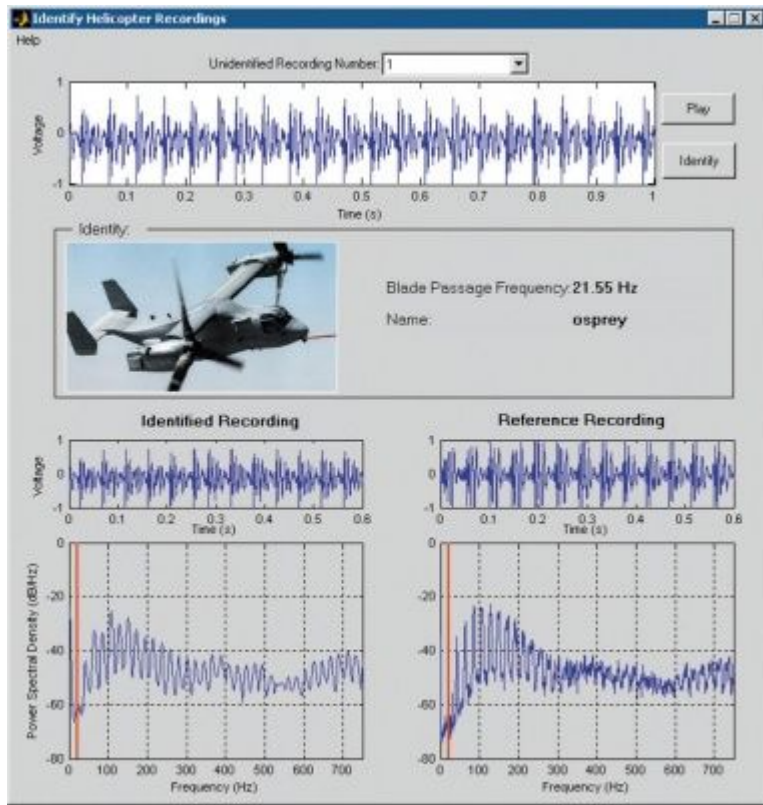 Identify Helicopter Recordings
Help
Unidentified Recording Number: 1
1
0
-1
Voltage
0 0.1 0.2 0.3 0.4 0.5 0.6 0.7 0.8 0.9 1
Time (s)
Play
Identify
Identity:
Blade Passage Frequency: 21.55 Hz
Name: osprey
Identified Recording
1
0
-1
Voltage
0 0.1 0.2 0.3 0.4 0.5 0.6
Time (s)
0
-20
-40
-60
-80
Power Spectral Density (dB/Hz)
0 100 200 300 400 500 600 700
Frequency (Hz)
Reference Recording
1
0
-1
0 0.1 0.2 0.3 0.4 0.5 0.6
Time (s)
0
-20
-40
-60
-80
0 100 200 300 400 500 600 700
Frequency (Hz)